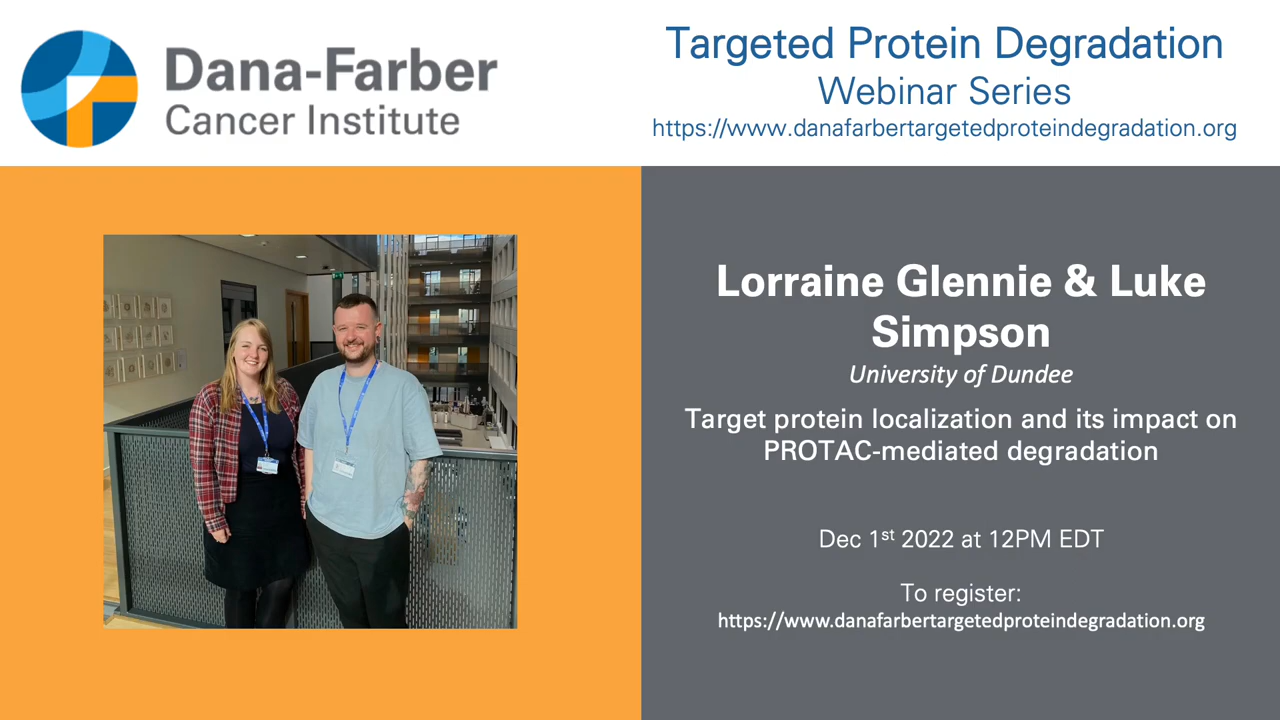 Dana-Farber
Cancer Institute
Targeted Protein Degradation
Webinar Series
https://www.danafarbertargetedproteindegradation.org
Lorraine Glennie & Luke
Simpson
University of Dundee
Target protein localization and its impact on
PROTAC-mediated degradation
Dec 1st 2022 at 12PM EDT
To register:
https://www.danafarbertargetedproteindegradation.org